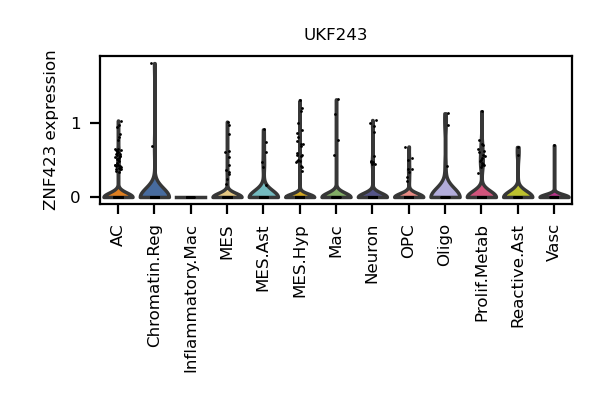 UKF243
ZNF423 expression
1
0
AC
Chromatin.Reg
Inflammatory.Mac
MES
MES.Ast
MES.Hyp
Mac
Neuron
OPC
Oligo
Prolif.Metab
Reactive.Ast
Vasc